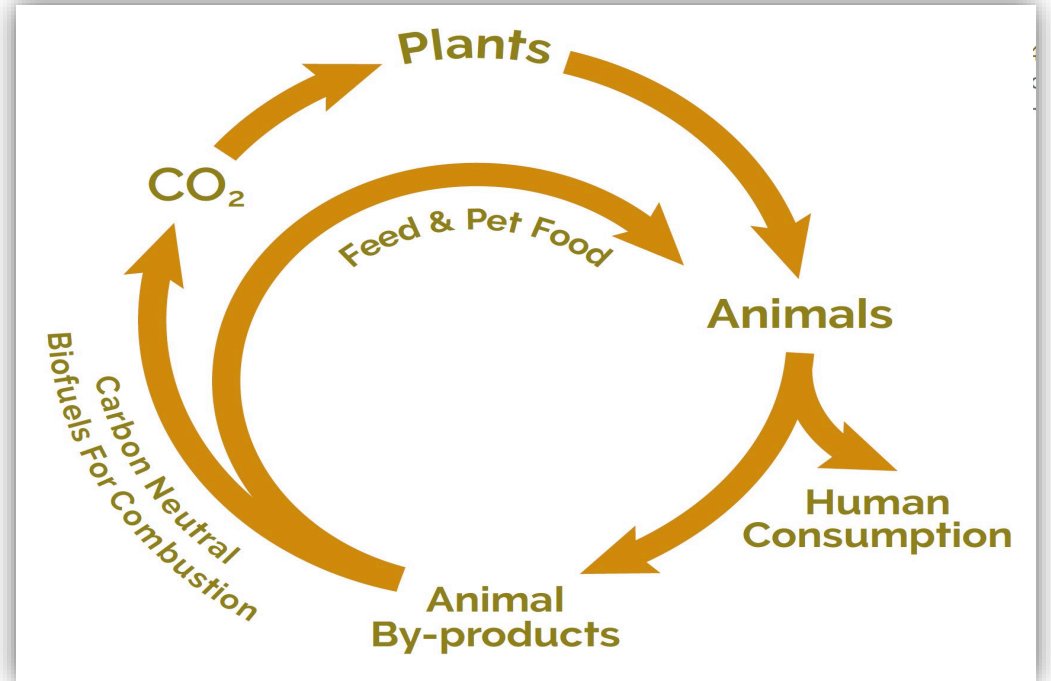 Plants
CO₂
Feed & Pet Food
Animals
Human
Consumption
Carbon Neutral
Biofuels For Combustion
Animal
By-products